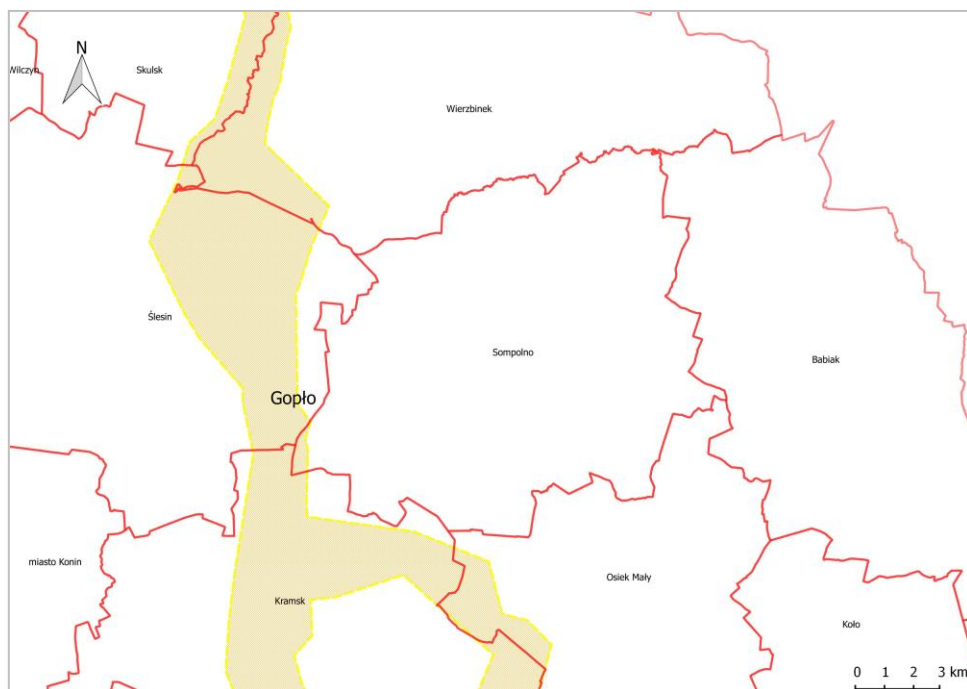 N
Wilczyn
Skulsk
Wierzbinek
Ślesin
Sompolno
Babiak
Gopło
miasto Konin
Kramsk
Osiek Mały
Koło
0 1 2 3 km